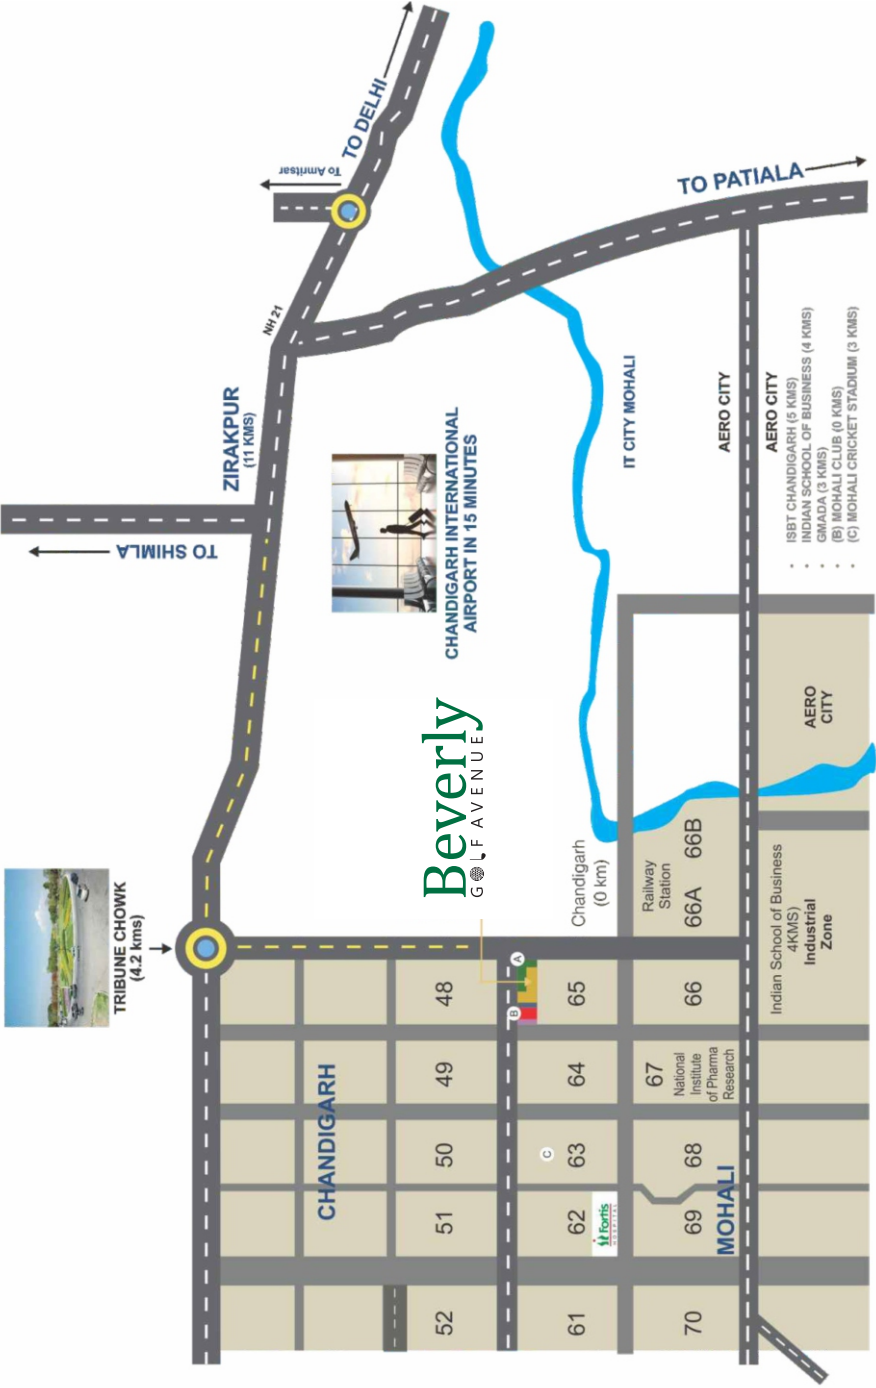 TO DELHI
To Amritsar
TO PATIALA
NH 21
ZIRAKPUR
(11 KMS)
TO SHIMLA
CHANDIGARH INTERNATIONAL
AIRPORT IN 15 MINUTES
IT CITY MOHALI
AERO CITY
AERO CITY
• ISBT CHANDIGARH (5 KMS)
• INDIAN SCHOOL OF BUSINESS (4 KMS)
• GMADA (3 KMS)
• (B) MOHALI CLUB (0 KMS)
• (C) MOHALI CRICKET STADIUM (3 KMS)
AERO
CITY
Beverly
GOLF AVENUE
TRIBUNE CHOWK
(4.2 kms)
Chandigarh
(0 km)
Railway
Station
66A
66B
Indian School of Business
4KMS)
Industrial
Zone
CHANDIGARH
52
51
50
49
48
A
B
C
61
62
63
64
65
Fortis
HOSPITAL
70
69
68
67
National
Institute
of Pharma
Research
66
MOHALI